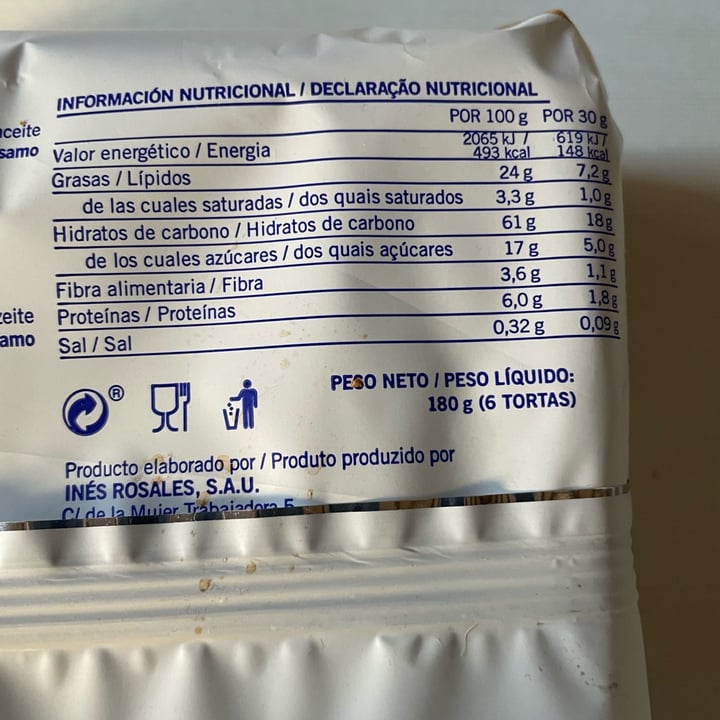 INFORMACIÓN NUTRICIONAL / DECLARAÇÃO NUTRICIONAL
POR 100 g POR 30 g
aceite
samo
Valor energético / Energia 2065 kJ / 493 kcal 619 kJ / 148 kcal
Grasas / Lípidos 24 g 7,2 g
de las cuales saturadas / dos quais saturados 3,3 g 1,0 g
Hidratos de carbono / Hidratos de carbono 61 g 18 g
de los cuales azúcares / dos quais açúcares 17 g 5,0 g
Fibra alimentaria / Fibra 3,6 g 1,1 g
zeite
Proteínas / Proteínas 6,0 g 1,8 g
amo
Sal / Sal 0,32 g 0,09 g
®
PESO NETO / PESO LÍQUIDO:
180 g (6 TORTAS)
Producto elaborado por / Produto produzido por
INÉS ROSALES, S.A.U.
C/ de la Mujer Trabajadora 5